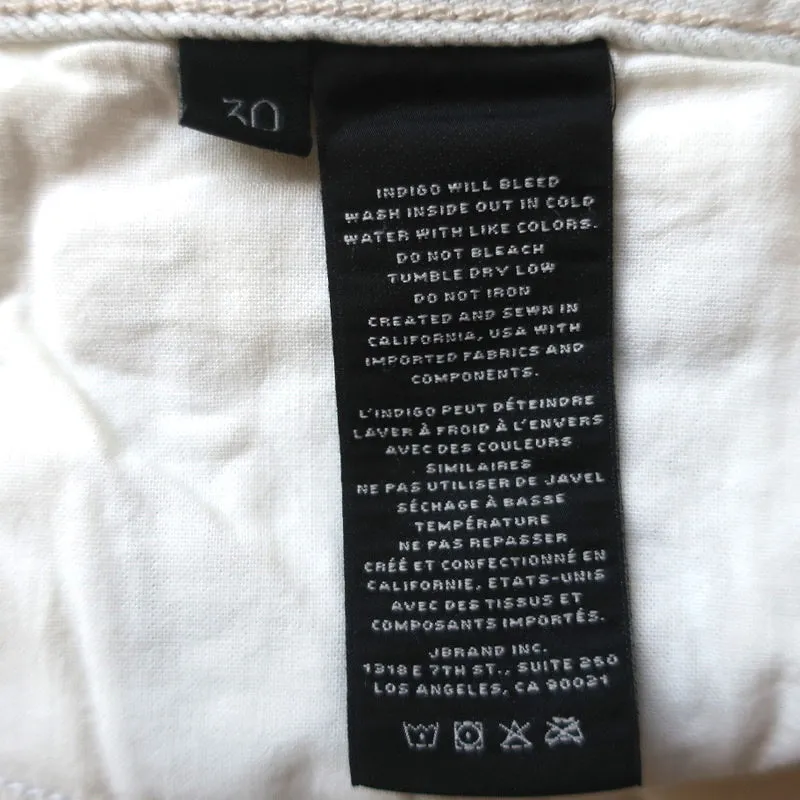 30
INDIGO WILL BLEED
WASH INSIDE OUT IN COLD
WATER WITH LIKE COLORS.
DO NOT BLEACH
TUMBLE DRY LOW
DO NOT IRON
CREATED AND SEWN IN
CALIFORNIA, USA WITH
IMPORTED FABRICS AND
COMPONENTS.
L'INDIGO PEUT DÉTEINDRE
LAVER À FROID À L'ENVERS
AVEC DES COULEURS
SIMILAIRES
NE PAS UTILISER DE JAVEL
SÉCHAGE À BASSE
TEMPÉRATURE
NE PAS REPASSER
CRÉÉ ET CONFECTIONNÉ EN
CALIFORNIE, ETATS-UNIS
AVEC DES TISSUS ET
COMPOSANTS IMPORTÉS.
JBRAND INC.
1318 E 7TH ST., SUITE 260
LOS ANGELES, CA 90021